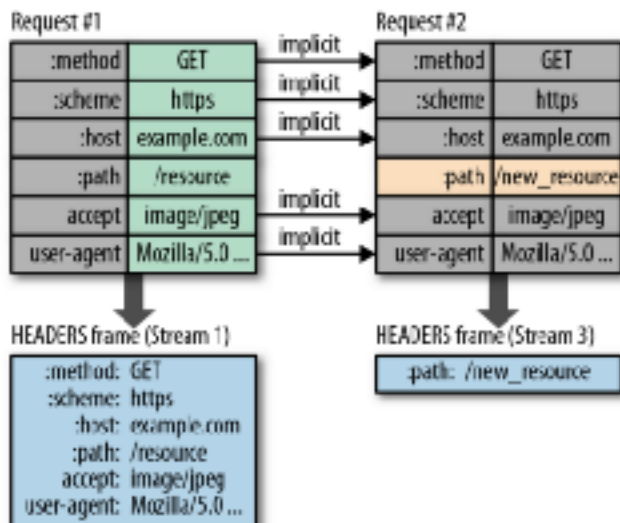 Request #1
:method GET
:scheme https
:host example.com
:path /resource
accept image/jpeg
user-agent Mozilla/5.0 ...
implicit
implicit
implicit
implicit
implicit
Request #2
:method GET
:scheme https
:host example.com
:path /new_resource
accept image/jpeg
user-agent Mozilla/5.0 ...
HEADERS frame (Stream 1)
:method: GET
:scheme: https
:host: example.com
:path: /resource
accept: image/jpeg
user-agent: Mozilla/5.0 ...
HEADERS frame (Stream 3)
:path: /new_resource